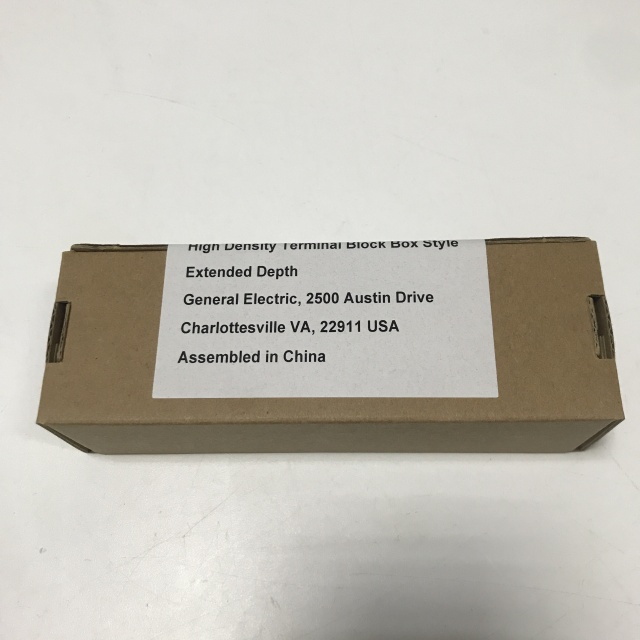 High Density Terminal Block Box Style
Extended Depth
General Electric, 2500 Austin Drive
Charlottesville VA, 22911 USA
Assembled in China